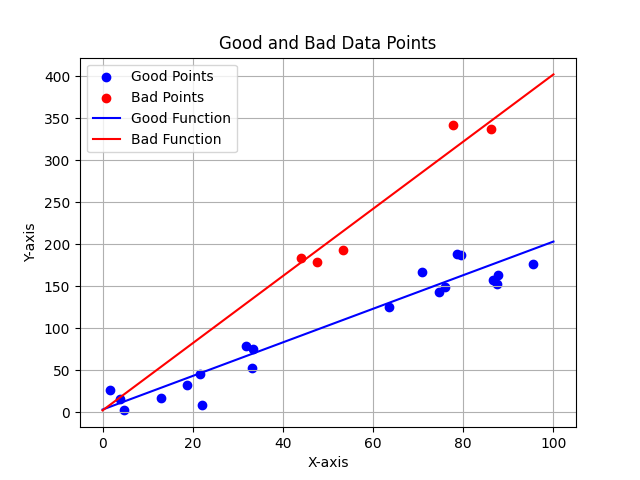 Good and Bad Data Points
Good Points
Bad Points
Good Function
Bad Function
400
350
300
250
200
150
100
50
0
Y-axis
0 20 40 60 80 100
X-axis